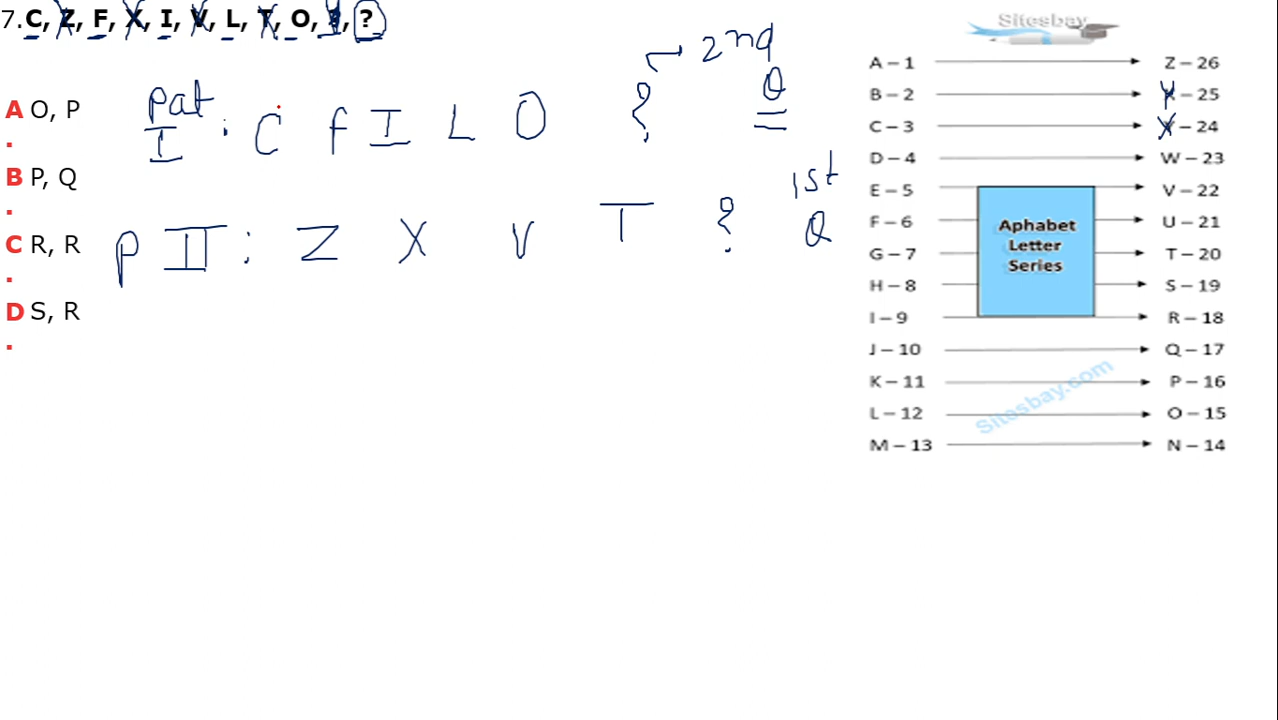 7. C, Z, F, X, I, V, L, T, O, ?, ?
A O, P
.
B P, Q
.
C R, R
.
D S, R
.
pat
I : C f I L O ? 2nd Q
P II : Z X V T ? 1st Q
Sitesbay
A – 1 Z – 26
B – 2 Y – 25
C – 3 X – 24
D – 4 W – 23
E – 5 V – 22
F – 6 U – 21
G – 7 T – 20
H – 8 S – 19
I – 9 R – 18
J – 10 Q – 17
K – 11 P – 16
L – 12 O – 15
M – 13 N – 14
Aphabet
Letter
Series
Sitesbay.com